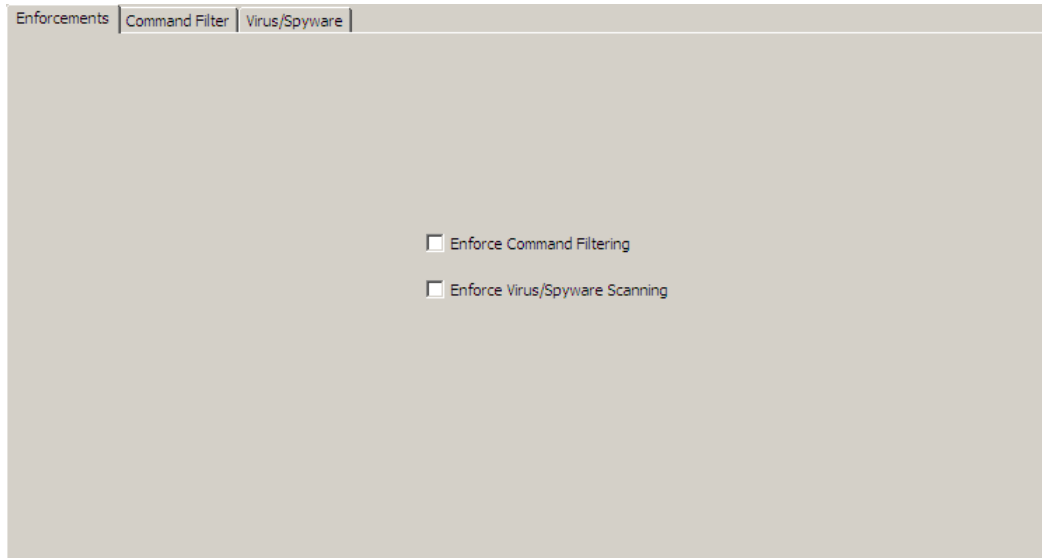 Enforcements Command Filter Virus/Spyware
Enforce Command Filtering
Enforce Virus/Spyware Scanning